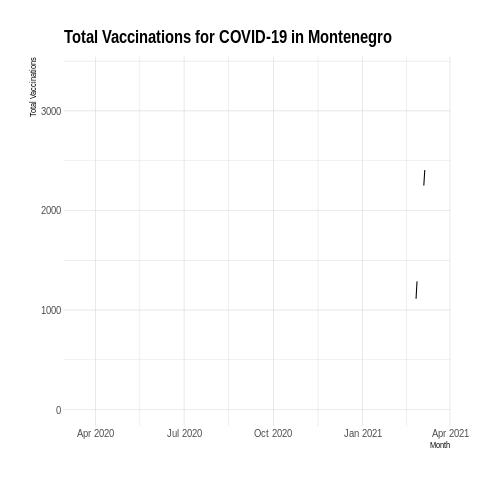 Total Vaccinations for COVID-19 in Montenegro
Total Vaccinations
3000
2000
1000
0
Apr 2020 Jul 2020 Oct 2020 Jan 2021 Apr 2021
Month